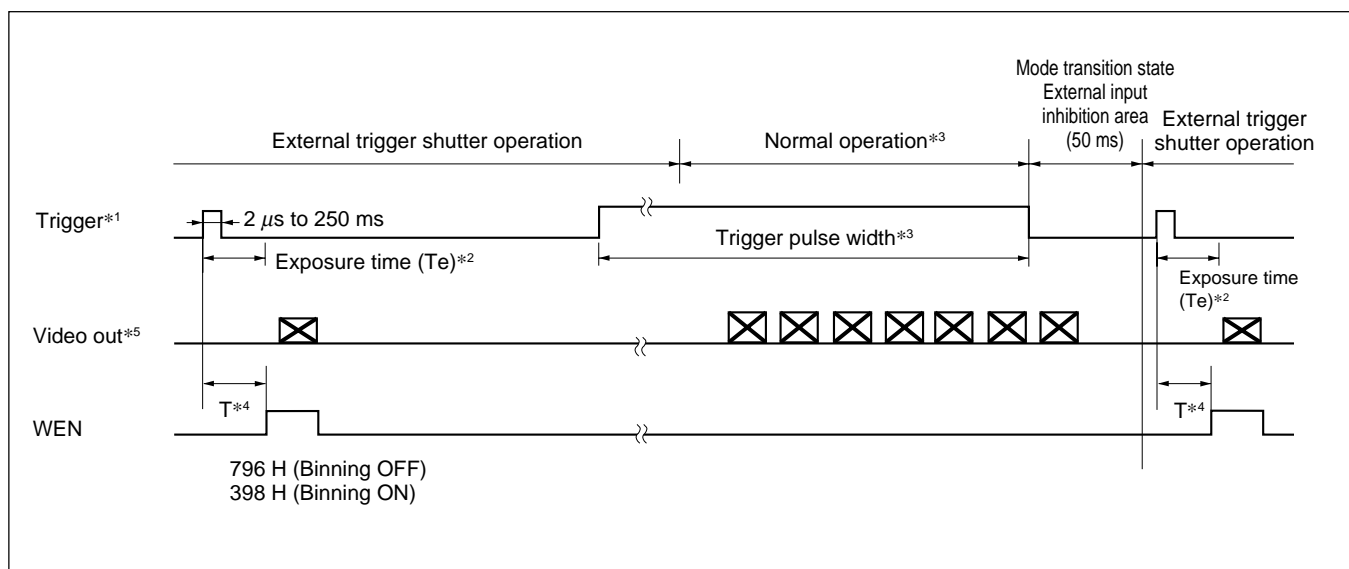 Mode transition state
External input
inhibition area
(50 ms)
External trigger shutter operation
Normal operation*3
External trigger
shutter operation
Trigger*1
2 μs to 250 ms
Exposure time (Te)*2
Trigger pulse width*3
Exposure time
(Te)*2
Video out*5
T*4
T*4
WEN
796 H (Binning OFF)
398 H (Binning ON)